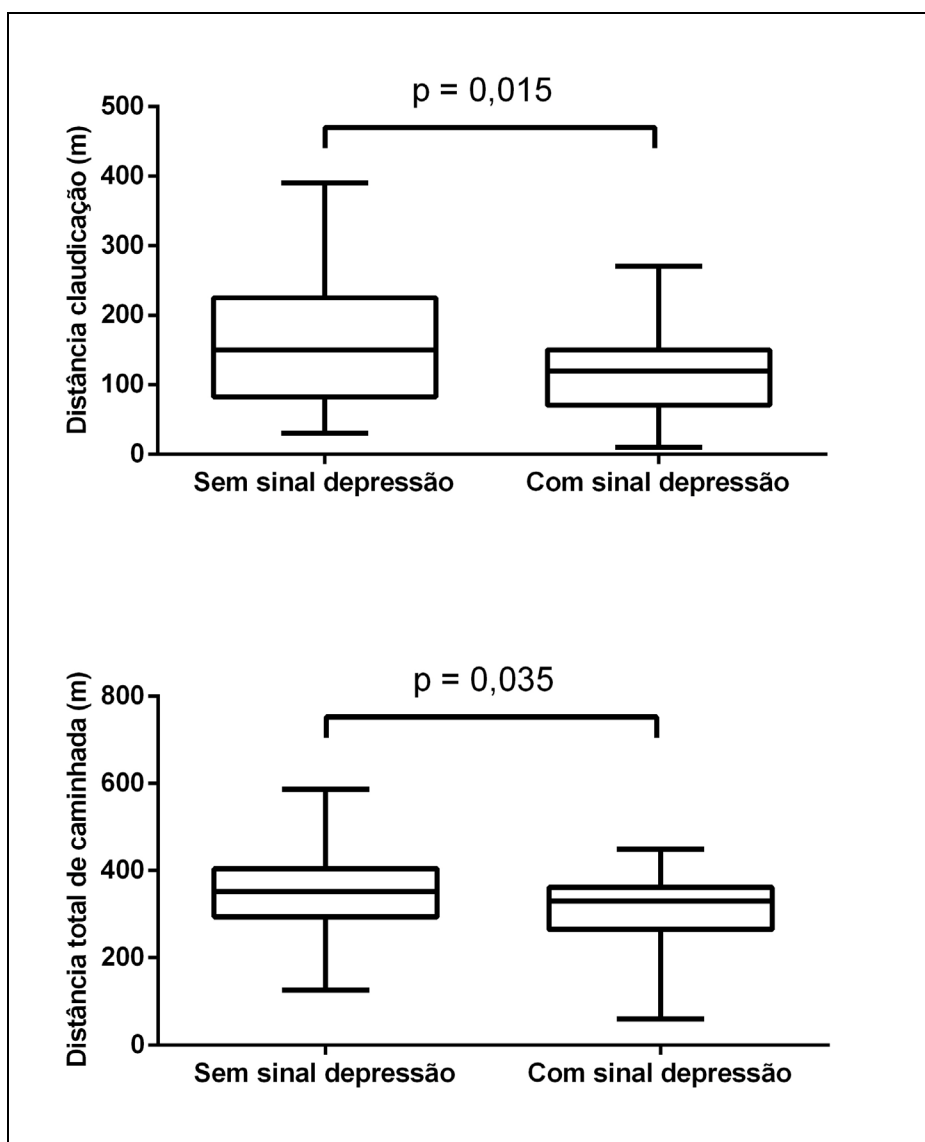 p = 0,015
Distância claudicação (m)
500
400
300
200
100
0
Sem sinal depressão
Com sinal depressão
p = 0,035
Distância total de caminhada (m)
800
600
400
200
0
Sem sinal depressão
Com sinal depressão